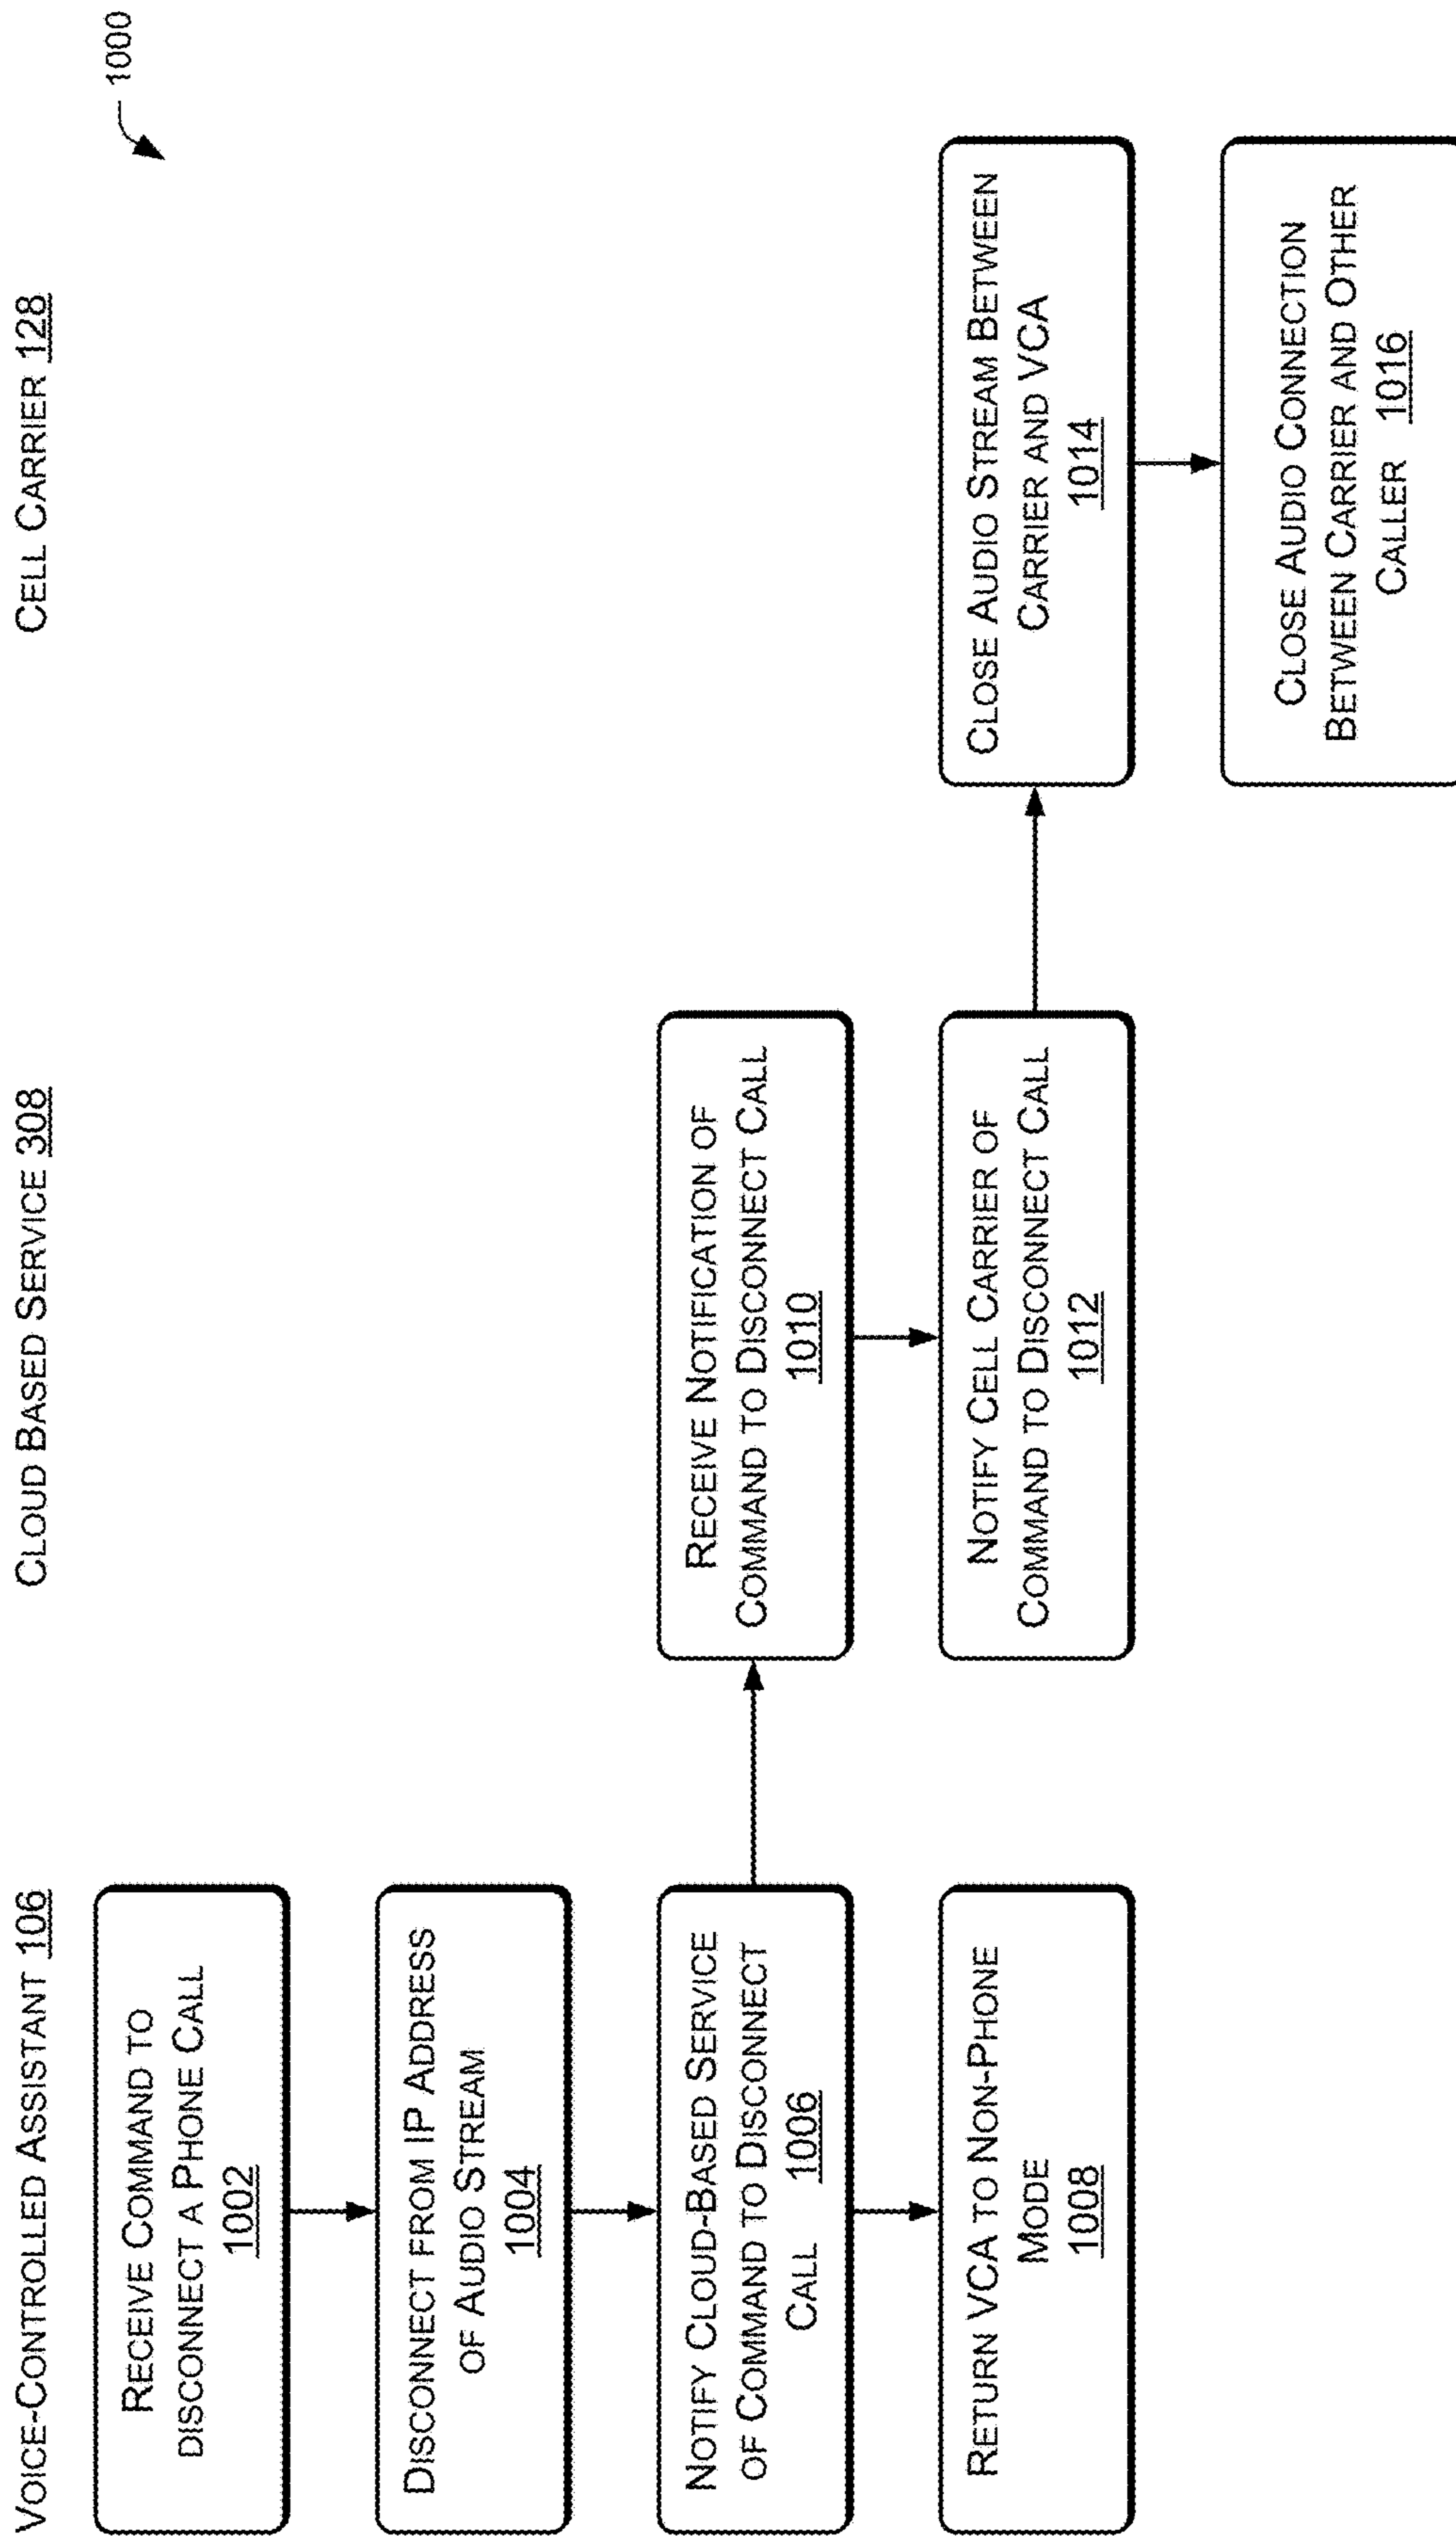 1000
VOICE-CONTROLLED ASSISTANT 106
CLOUD BASED SERVICE 308
CELL CARRIER 128
RECEIVE COMMAND TO
DISCONNECT A PHONE CALL
1002
DISCONNECT FROM IP ADDRESS
OF AUDIO STREAM
1004
NOTIFY CLOUD-BASED SERVICE
OF COMMAND TO DISCONNECT
CALL 1006
RETURN VCA TO NON-PHONE
MODE
1008
RECEIVE NOTIFICATION OF
COMMAND TO DISCONNECT CALL
1010
NOTIFY CELL CARRIER OF
COMMAND TO DISCONNECT CALL
1012
CLOSE AUDIO STREAM BETWEEN
CARRIER AND VCA
1014
CLOSE AUDIO CONNECTION
BETWEEN CARRIER AND OTHER
CALLER 1016